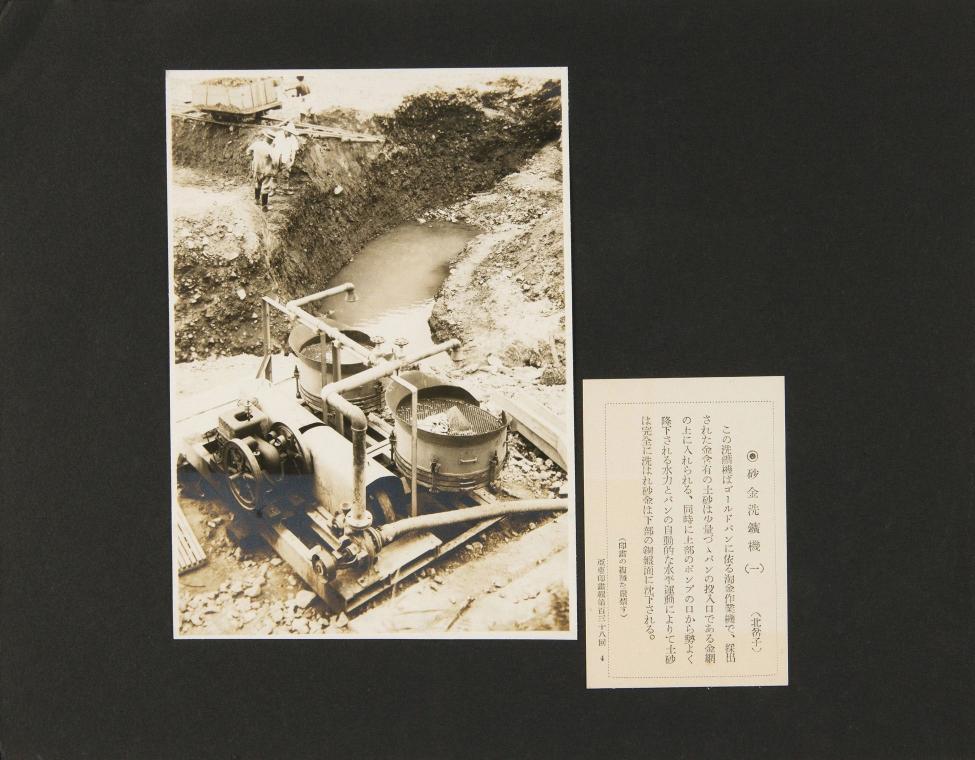 ◉砂金洗鑛機(一) 〈北沓子〉
この洗鑛機はゴールドパンに依る淘金作業機で、採出
された金含有の土砂は少量づゝパンの投入口である金網
の上に入れられる、同時に上部のポンプの口から勢よく
降下される水力とパンの自動的な水平運動によりて土砂
は完全に洗はれ砂金は下部の銅盤面に沈下される。
(印畫の複製を嚴禁す)
亞東印畫輯第百三十八回 4